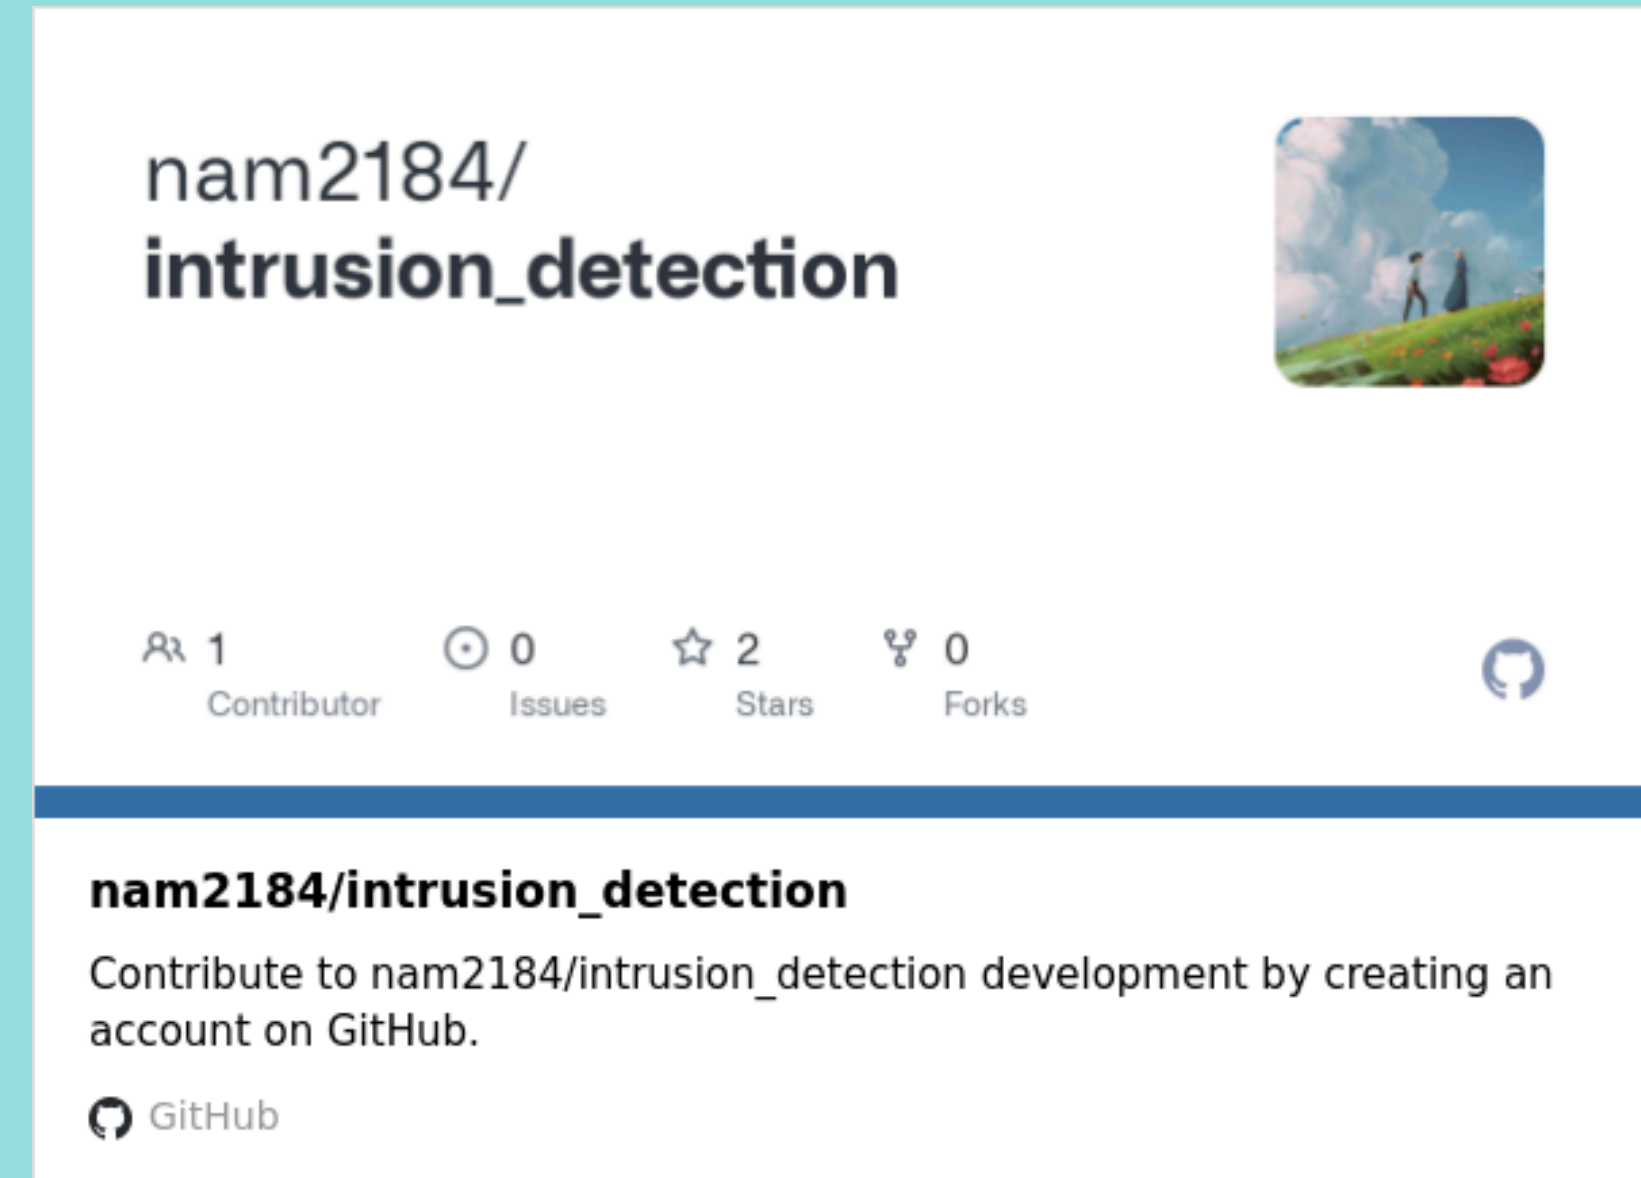 nam2184/
intrusion_detection
1
Contributor
0
Issues
2
Stars
0
Forks
nam2184/intrusion_detection
Contribute to nam2184/intrusion_detection development by creating an
account on GitHub.
GitHub